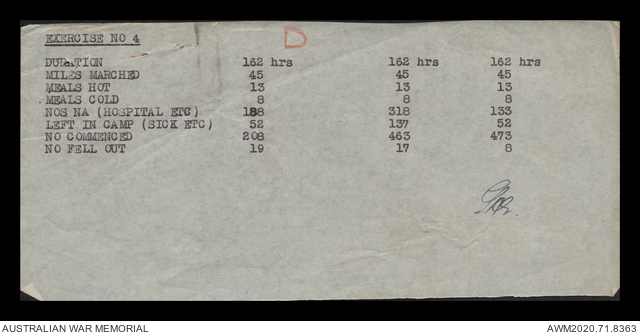 EXERCISE NO 4
D
DURATION 162 hrs 162 hrs 162 hrs
MILES MARCHED 45 45 45
MEALS HOT 13 13 13
MEALS COLD 8 8 8
NOS NA (HOSPITAL ETC) 318 133
LEFT IN CAMP (SICK ETC) 52 137 52
NO COMMENCED 208 463 473
NO FELL OUT 19 17 8
AUSTRALIAN WAR MEMORIAL AWM2020.71.8363